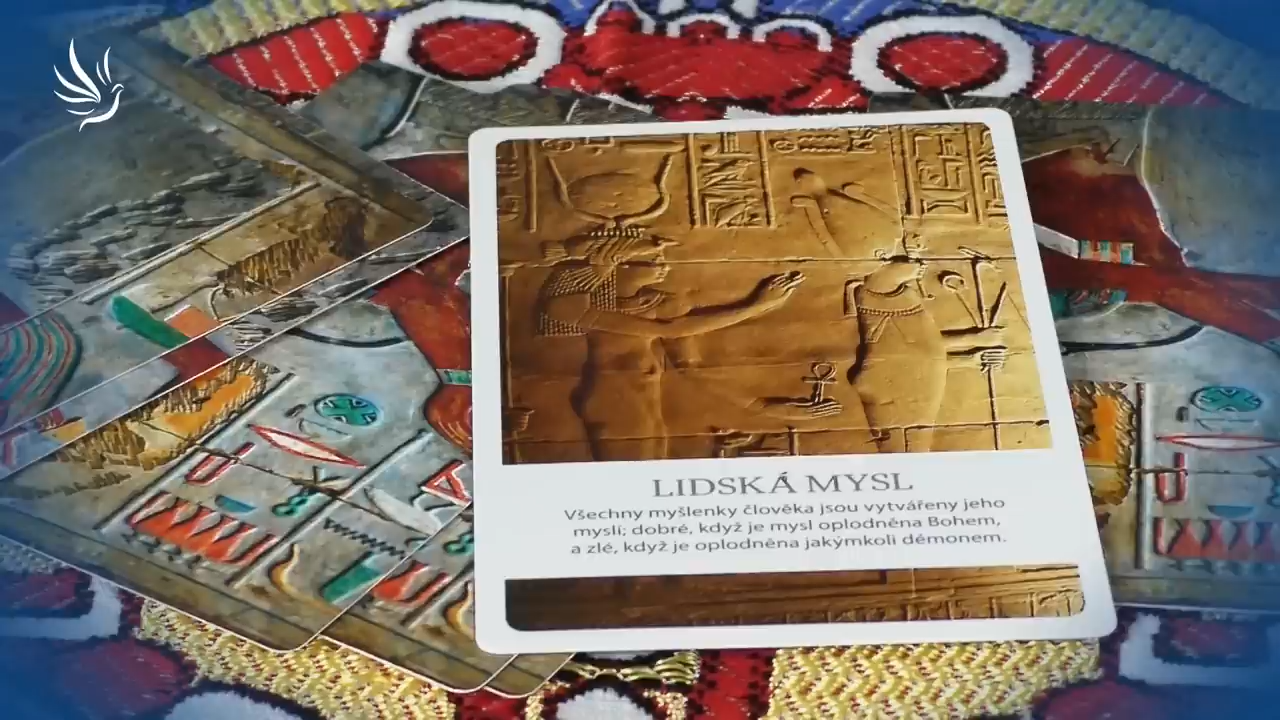 LIDSKÁ MYSL
Všechny myšlenky člověka jsou vytvářeny jeho
myslí; dobré, když je mysl oplodněna Bohem,
a zlé, když je oplodněna jakýmkoli démonem.